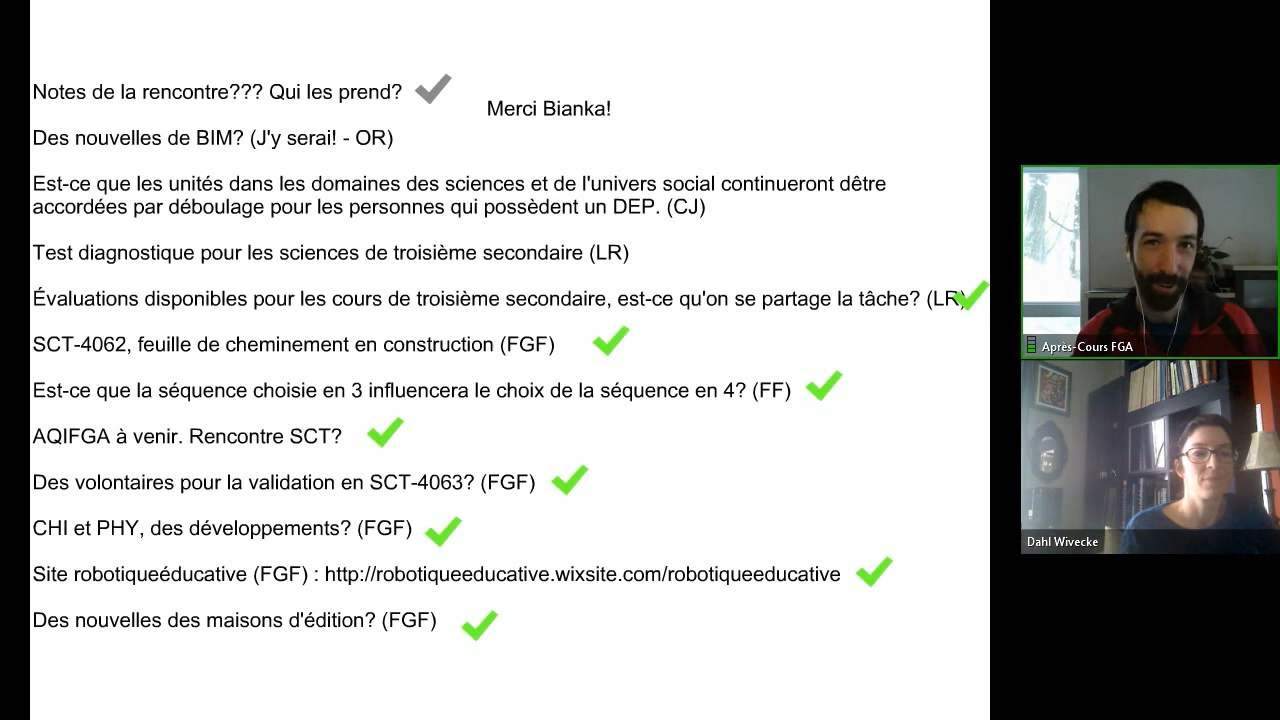 Notes de la rencontre??? Qui les prend?
Merci Bianka!
Des nouvelles de BIM? (J'y serai! - OR)
Est-ce que les unités dans les domaines des sciences et de l'univers social continueront dêtre
accordées par déboulage pour les personnes qui possèdent un DEP. (CJ)
Test diagnostique pour les sciences de troisième secondaire (LR)
Évaluations disponibles pour les cours de troisième secondaire, est-ce qu'on se partage la tâche? (LR)
SCT-4062, feuille de cheminement en construction (FGF)
Est-ce que la séquence choisie en 3 influencera le choix de la séquence en 4? (FF)
AQIFGA à venir. Rencontre SCT?
Des volontaires pour la validation en SCT-4063? (FGF)
CHI et PHY, des développements? (FGF)
Site robotiqueéducative (FGF) : http://robotiqueeducative.wixsite.com/robotiqueeducative
Des nouvelles des maisons d'édition? (FGF)
Après-Cours FGA
Dahl Wivecke